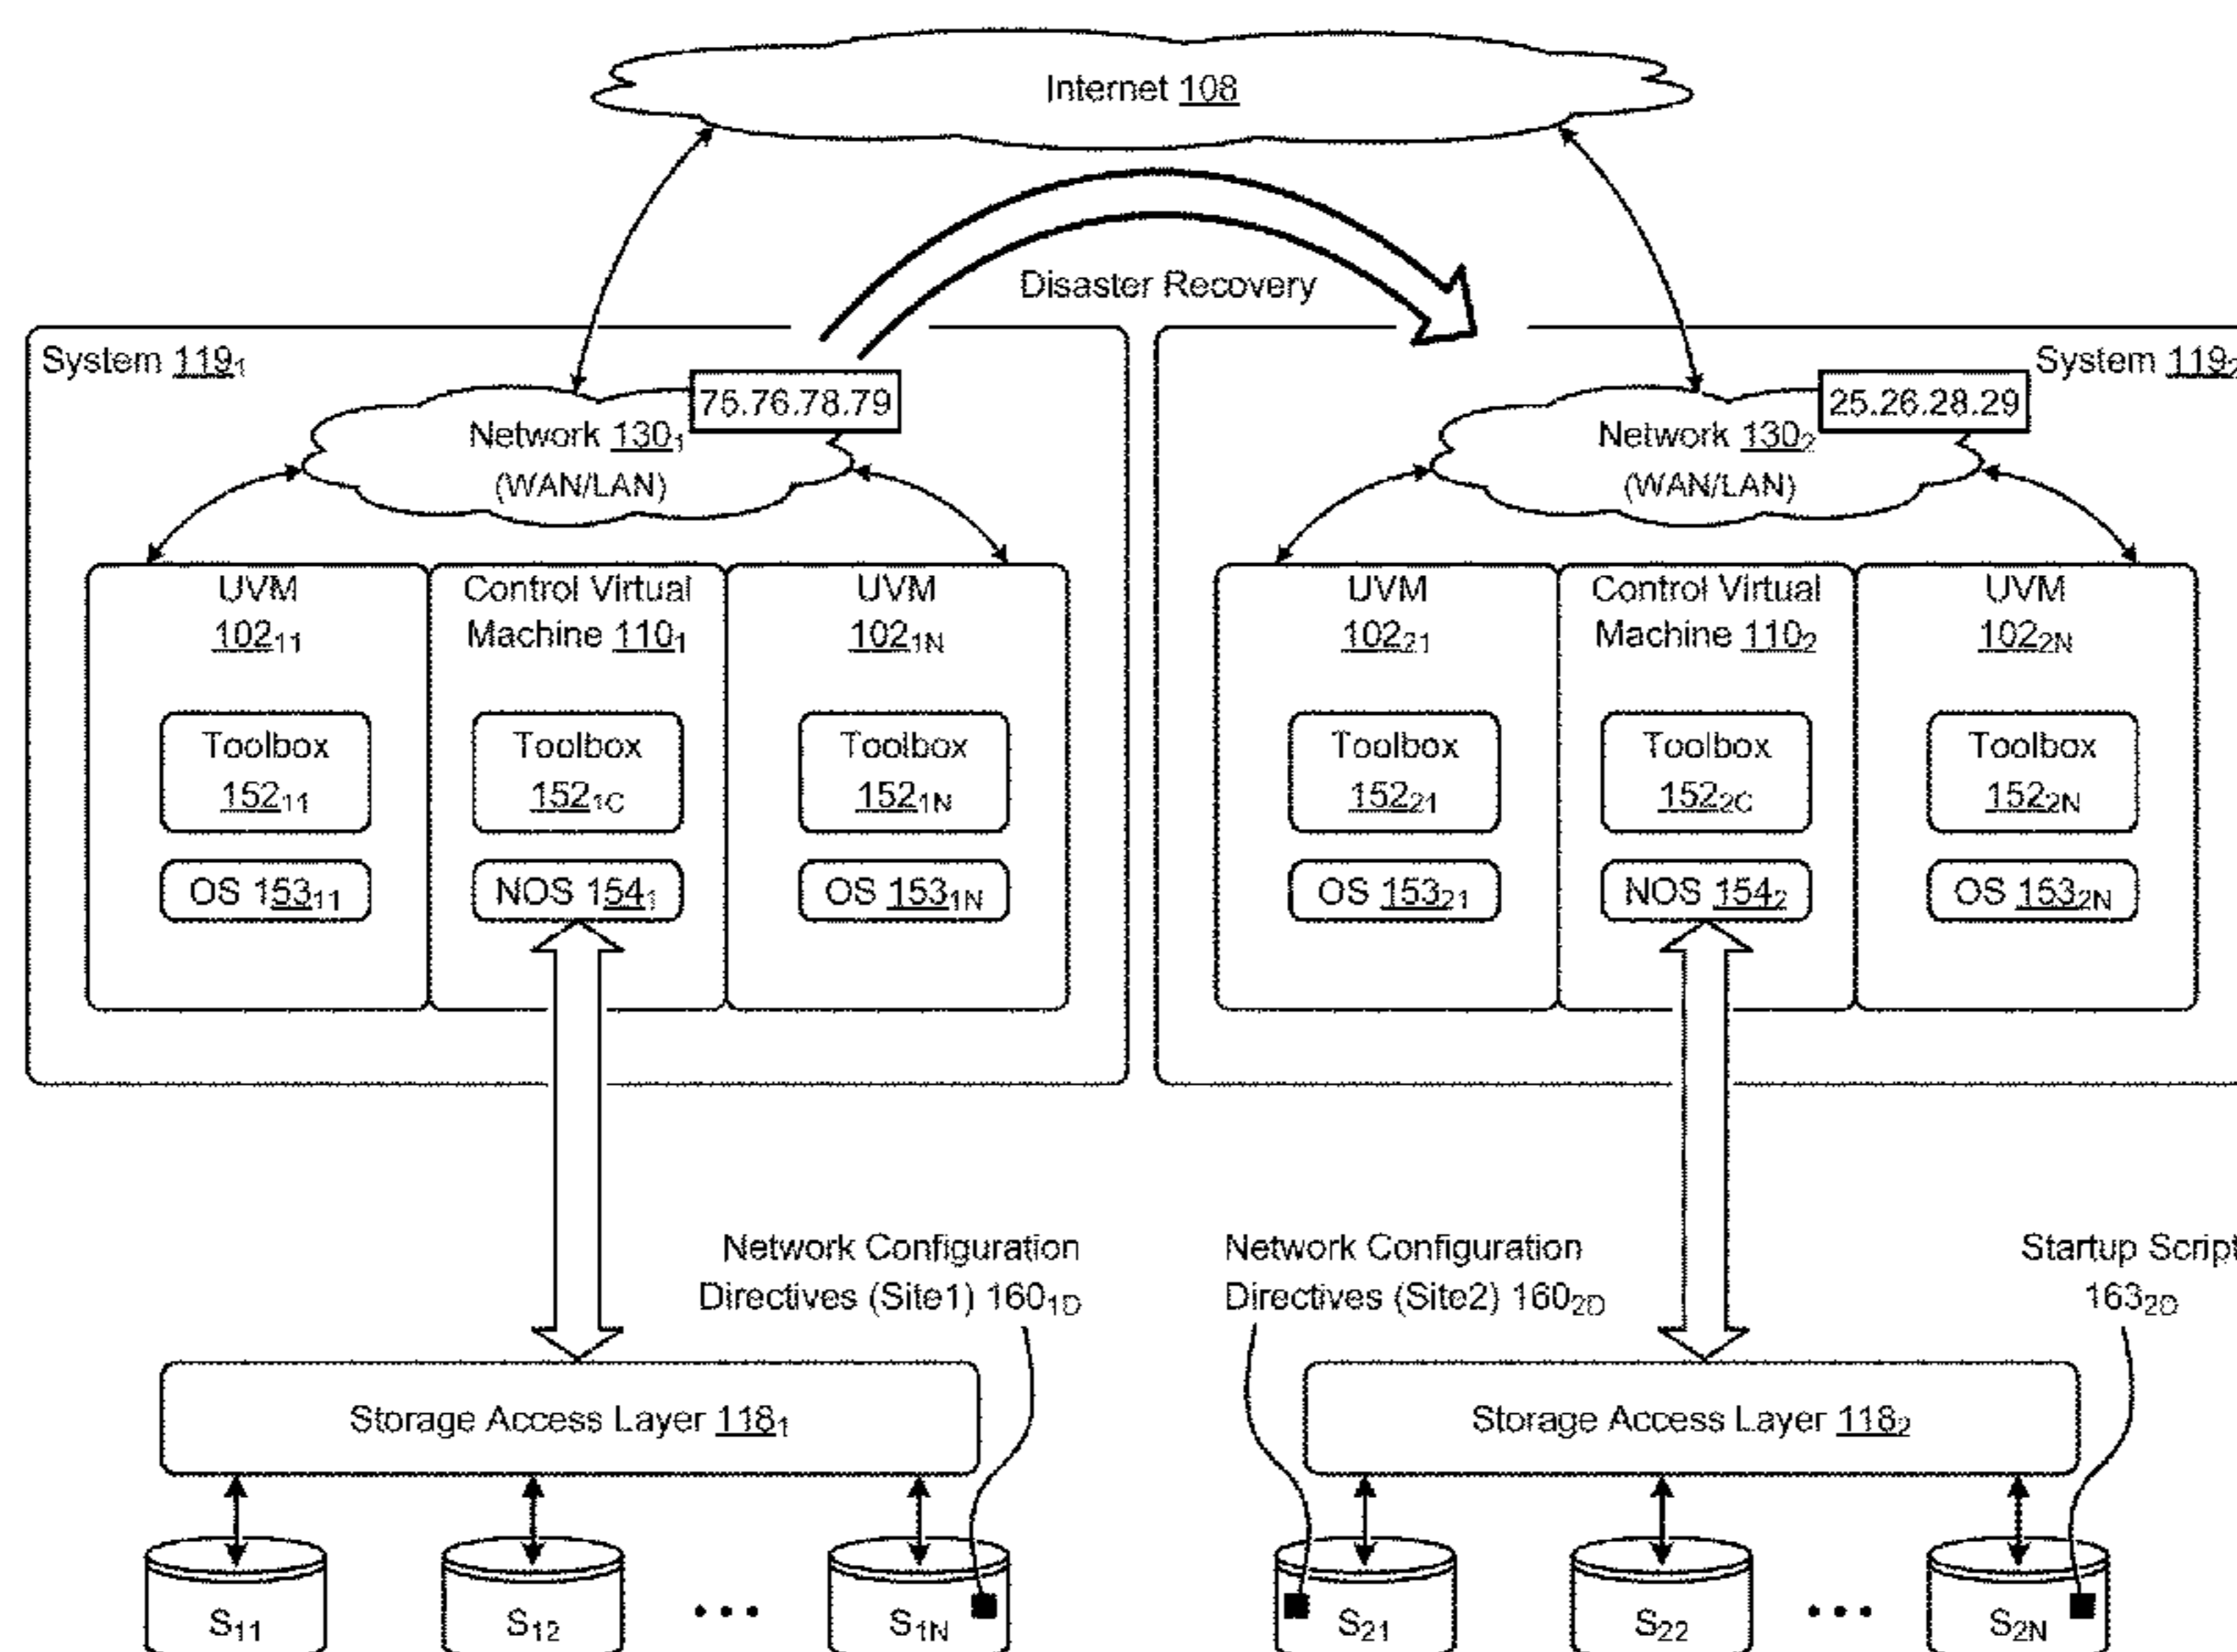 Internet 108
Disaster Recovery
System 119₁
75.76.78.79
Network 130₁
(WAN/LAN)
UVM
102₁₁
Control Virtual
Machine 110₁
UVM
102₁N
Toolbox
152₁₁
Toolbox
152₁C
Toolbox
152₁N
OS 153₁₁
NOS 154₁
OS 153₁N
System 119₂
25.26.28.29
Network 130₂
(WAN/LAN)
UVM
102₂₁
Control Virtual
Machine 110₂
UVM
102₂N
Toolbox
152₂₁
Toolbox
152₂C
Toolbox
152₂N
OS 153₂₁
NOS 154₂
OS 153₂N
Network Configuration
Directives (Site1) 160₁D
Network Configuration
Directives (Site2) 160₂D
Startup Script
163₂D
Storage Access Layer 118₁
Storage Access Layer 118₂
S₁₁
S₁₂
• • •
S₁N
S₂₁
S₂₂
• • •
S₂N